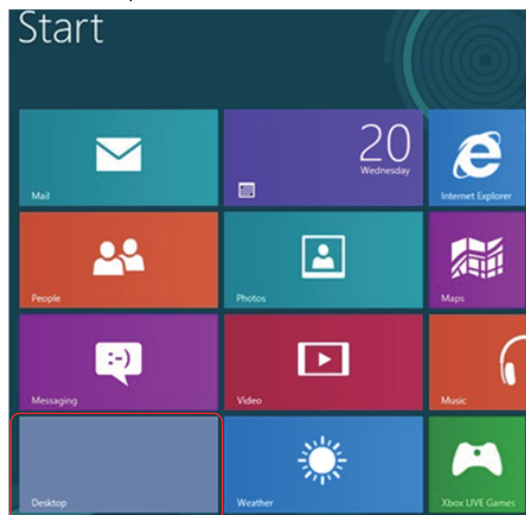 Start
Mail
20
Wednesday
Internet Explorer
People
Photos
Maps
:-)
Messaging
Video
Music
Desktop
Weather
Xbox LIVE Games